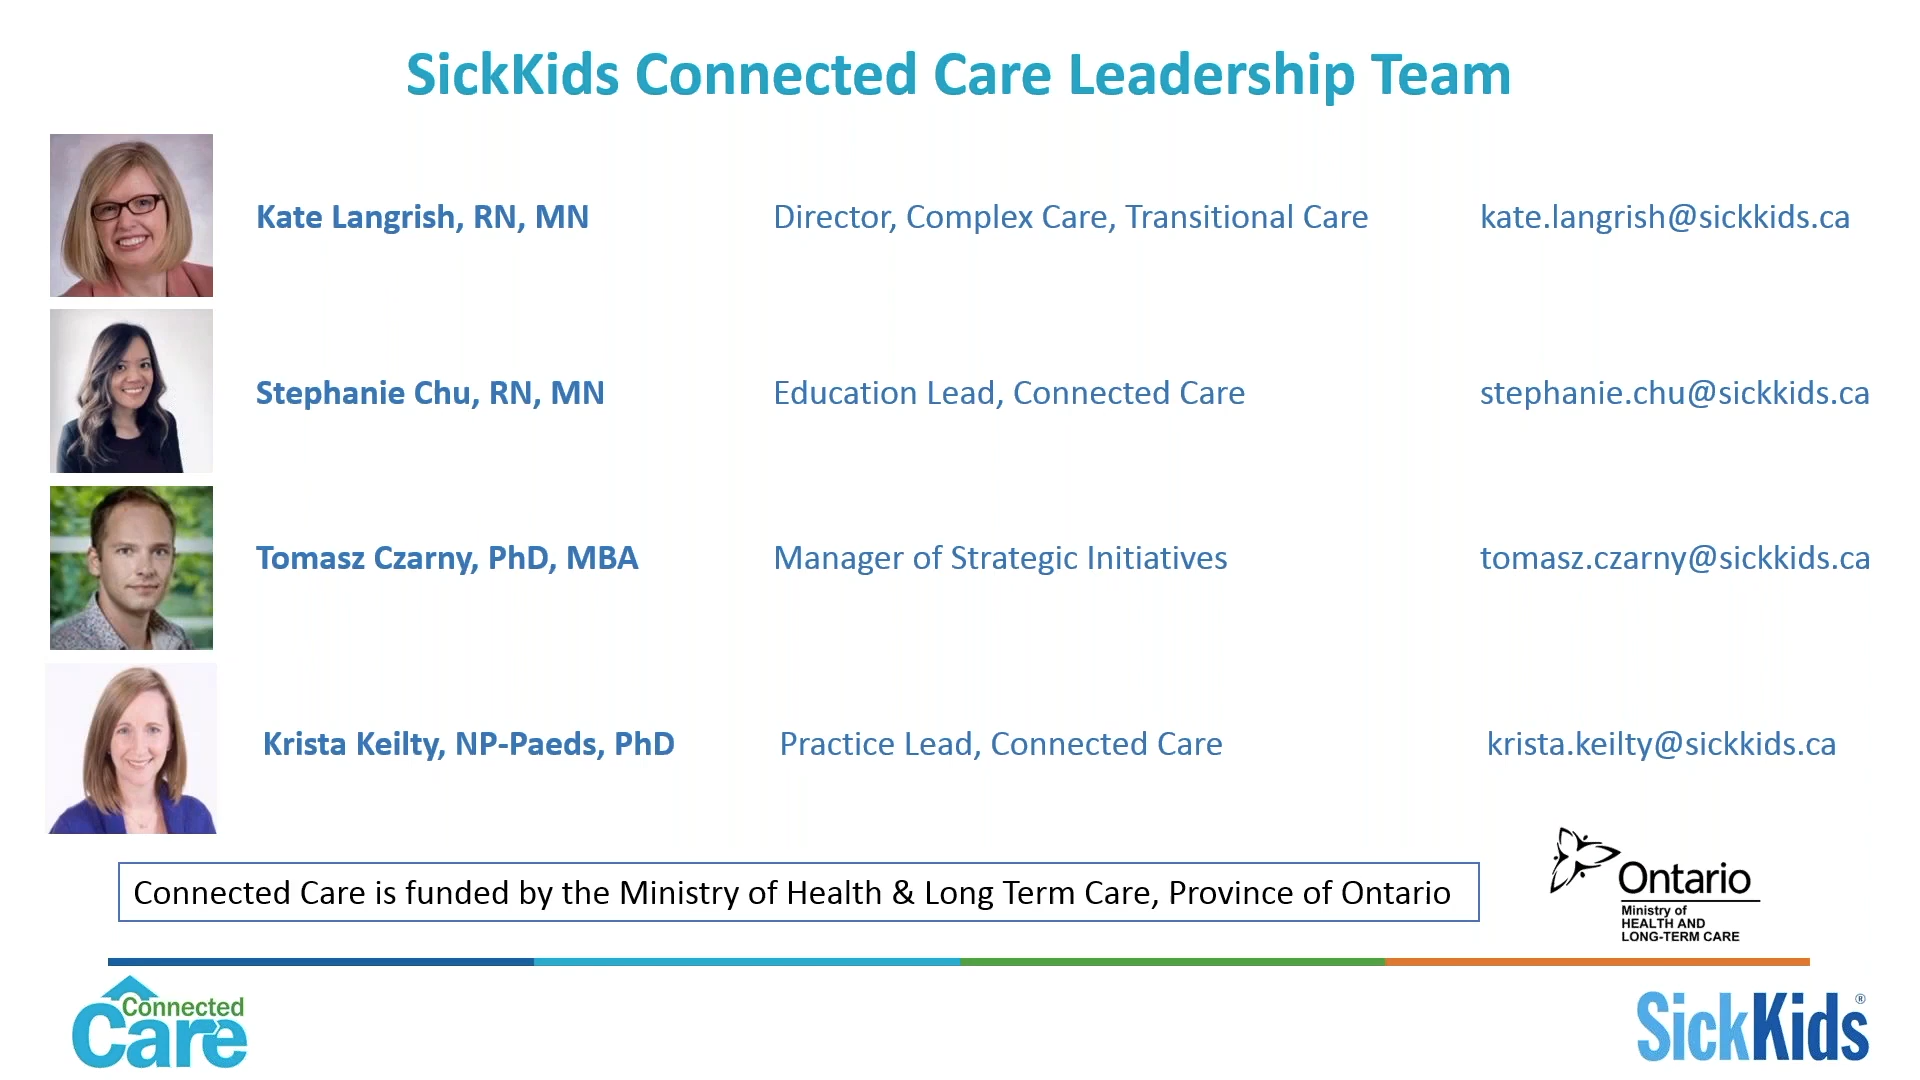 SickKids Connected Care Leadership Team
Kate Langrish, RN, MN
Director, Complex Care, Transitional Care
kate.langrish@sickkids.ca
Stephanie Chu, RN, MN
Education Lead, Connected Care
stephanie.chu@sickkids.ca
Tomasz Czarny, PhD, MBA
Manager of Strategic Initiatives
tomasz.czarny@sickkids.ca
Krista Keilty, NP-Paeds, PhD
Practice Lead, Connected Care
krista.keilty@sickkids.ca
Connected Care is funded by the Ministry of Health & Long Term Care, Province of Ontario
Ontario
Ministry of
HEALTH AND
LONG-TERM CARE
Connected
Care
SickKids®